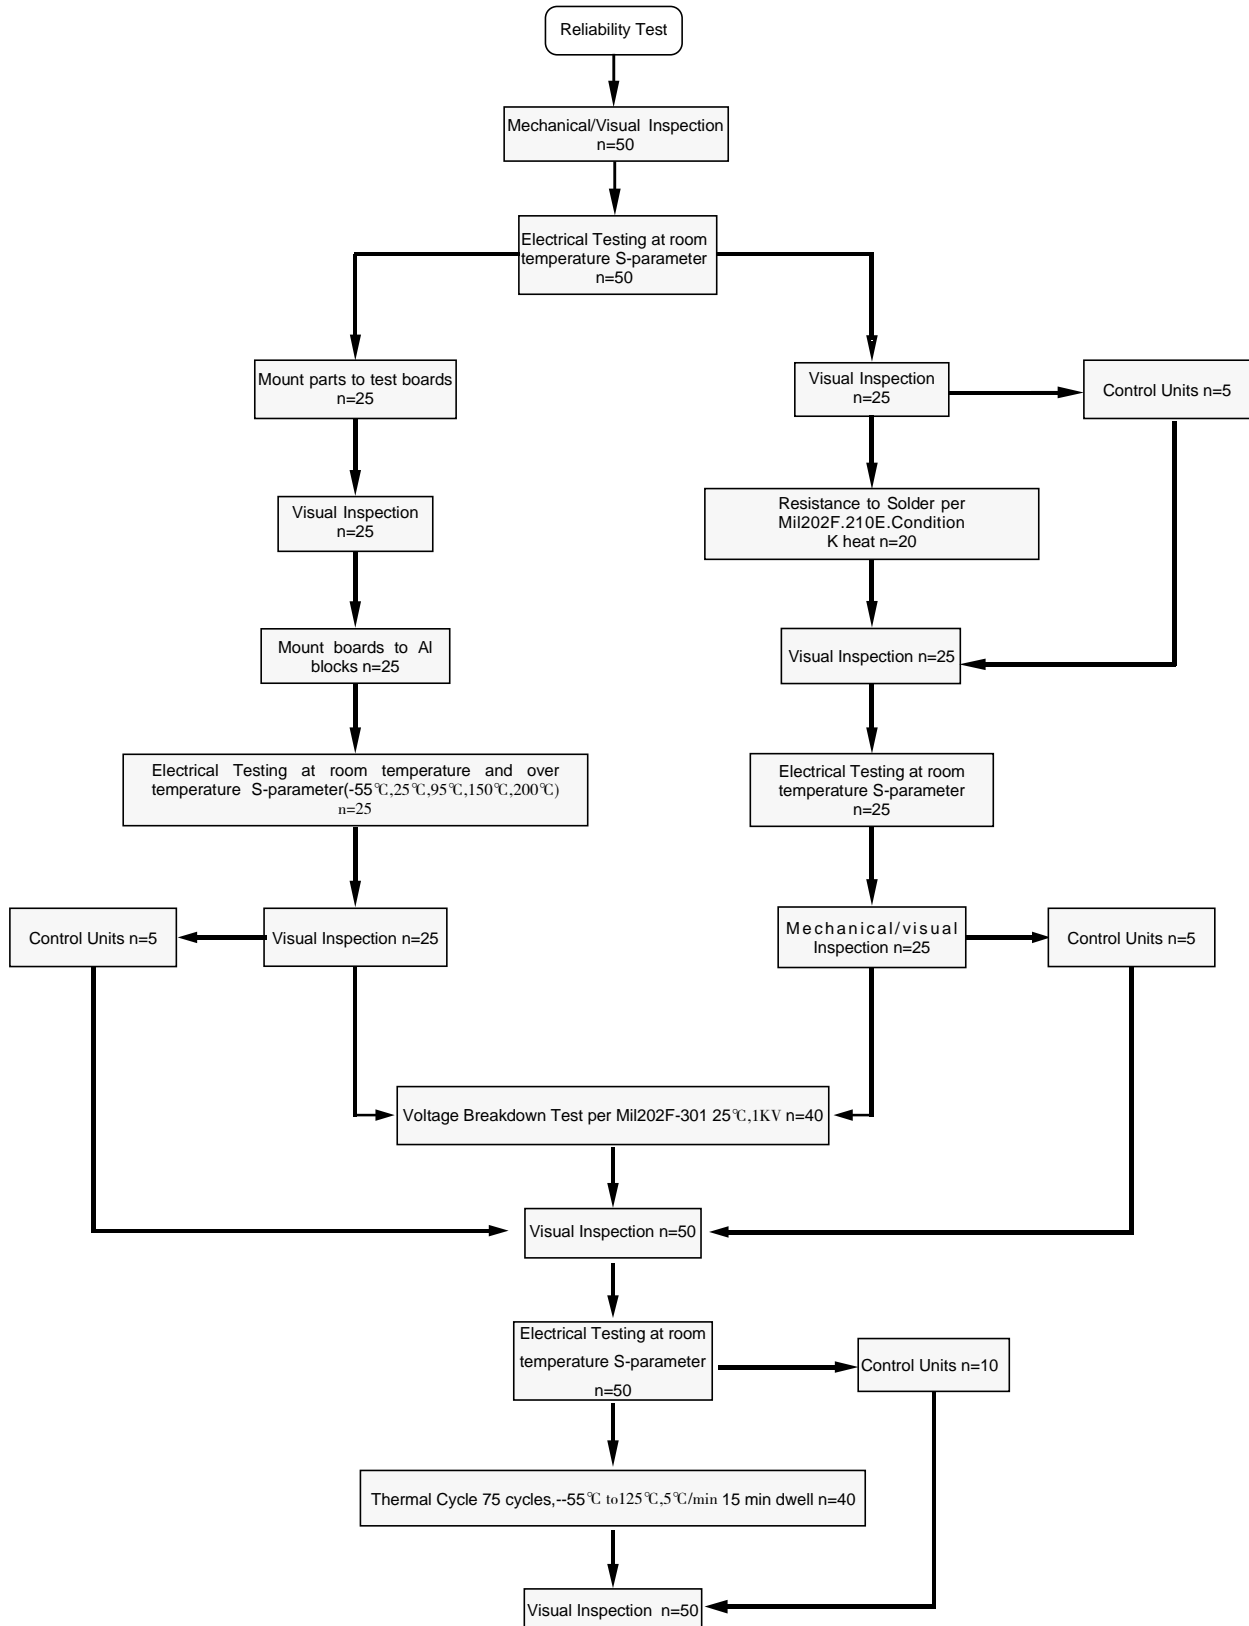 Reliability Test
Mechanical/Visual Inspection
n=50
Electrical Testing at room
temperature S-parameter
n=50
Mount parts to test boards
n=25
Visual Inspection
n=25
Control Units n=5
Visual Inspection
n=25
Resistance to Solder per
Mil202F.210E.Condition
K heat n=20
Mount boards to Al
blocks n=25
Visual Inspection n=25
Electrical Testing at room temperature and over
temperature S-parameter(-55℃,25℃,95℃,150℃,200℃)
n=25
Electrical Testing at room
temperature S-parameter
n=25
Control Units n=5
Visual Inspection n=25
Mechanical/visual
Inspection n=25
Control Units n=5
Voltage Breakdown Test per Mil202F-301 25℃,1KV n=40
Visual Inspection n=50
Electrical Testing at room
temperature S-parameter
n=50
Control Units n=10
Thermal Cycle 75 cycles,--55℃ to125℃,5℃/min 15 min dwell n=40
Visual Inspection n=50